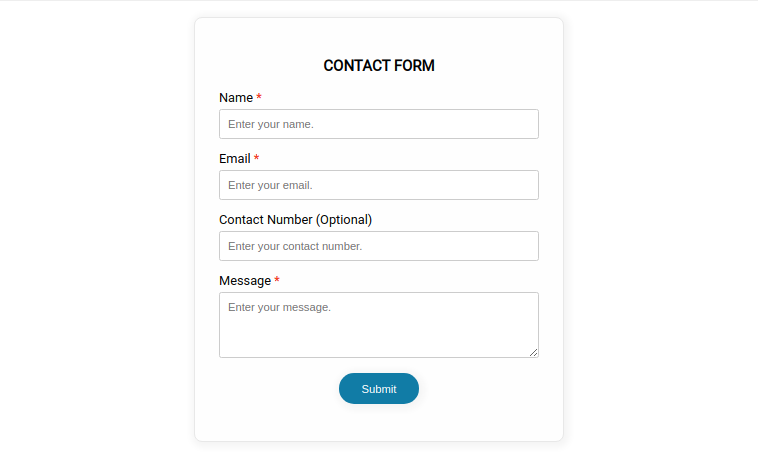 CONTACT FORM
Name *
Enter your name.
Email *
Enter your email.
Contact Number (Optional)
Enter your contact number.
Message *
Enter your message.
Submit